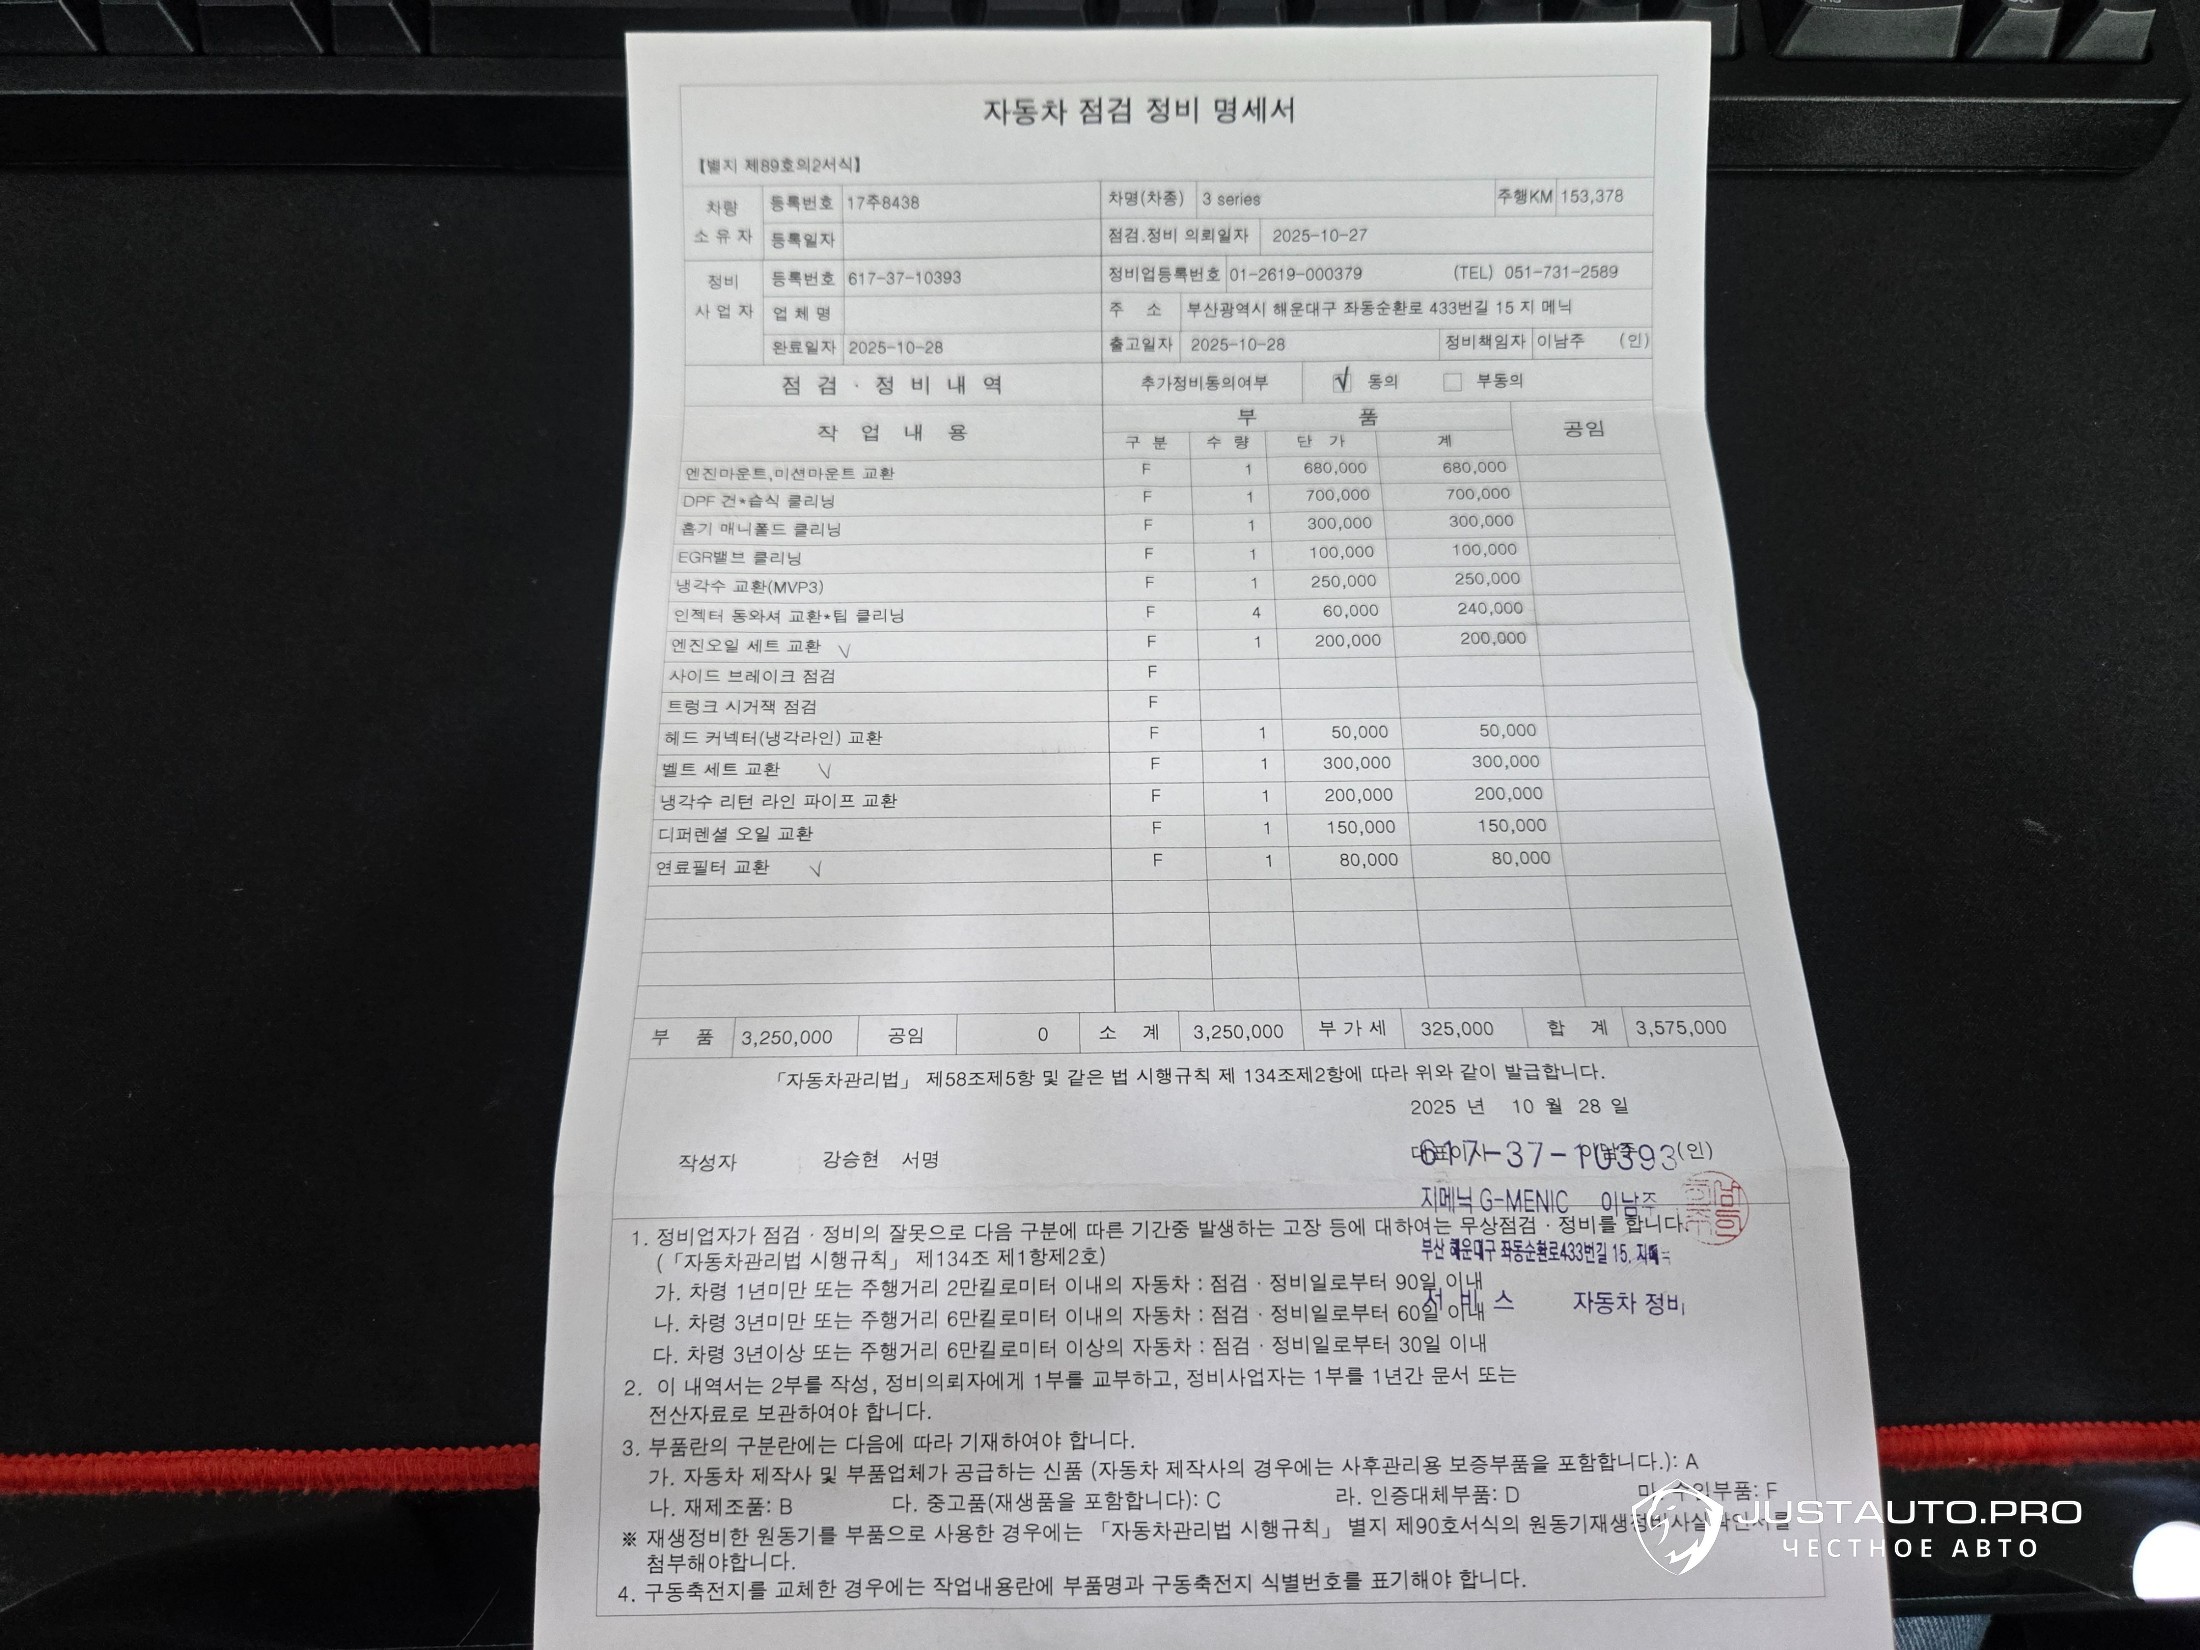 자동차 점검 정비 명세서
【별지 제89호의2서식】
차량 소유자 등록번호 17주8438 차명(차종) 3 series 주행KM 153,378
등록일자 점검.정비 의뢰일자 2025-10-27
정비 사업자 등록번호 617-37-10393 정비업등록번호 01-2619-000379 (TEL) 051-731-2589
업체명 주 소 부산광역시 해운대구 좌동순환로 433번길 15 지 메닉
완료일자 2025-10-28 출고일자 2025-10-28 정비책임자 이남주 (인)
점 검 · 정 비 내 역 추가정비동의여부 √ 동의 □ 부동의
작 업 내 용 부 품 공임
구 분 수 량 단 가 계
엔진마운트,미션마운트 교환 F 1 680,000 680,000
DPF 건*습식 클리닝 F 1 700,000 700,000
흡기 매니폴드 클리닝 F 1 300,000 300,000
EGR밸브 클리닝 F 1 100,000 100,000
냉각수 교환(MVP3) F 1 250,000 250,000
인젝터 동와셔 교환*팁 클리닝 F 4 60,000 240,000
엔진오일 세트 교환 √ F 1 200,000 200,000
사이드 브레이크 점검 F
트렁크 시거잭 점검 F
헤드 커넥터(냉각라인) 교환 F 1 50,000 50,000
벨트 세트 교환 √ F 1 300,000 300,000
냉각수 리턴 라인 파이프 교환 F 1 200,000 200,000
디퍼렌셜 오일 교환 F 1 150,000 150,000
연료필터 교환 √ F 1 80,000 80,000
부 품 3,250,000 공임 0 소 계 3,250,000 부가세 325,000 합 계 3,575,000
「자동차관리법」 제58조제5항 및 같은 법 시행규칙 제 134조제2항에 따라 위와 같이 발급합니다.
2025 년 10 월 28 일
작성자 강승현 서명 대표이사 이남주 (인)
617-37-10393
지메닉 G-MENIC 이남주
부산 해운대구 좌동순환로433번길 15.
서 비 스 자동차 정비
1. 정비업자가 점검 · 정비의 잘못으로 다음 구분에 따른 기간중 발생하는 고장 등에 대하여는 무상점검 · 정비를 합니다.
(「자동차관리법 시행규칙」 제134조 제1항제2호)
가. 차령 1년미만 또는 주행거리 2만킬로미터 이내의 자동차 : 점검 · 정비일로부터 90일 이내
나. 차령 3년미만 또는 주행거리 6만킬로미터 이내의 자동차 : 점검 · 정비일로부터 60일 이내
다. 차령 3년이상 또는 주행거리 6만킬로미터 이상의 자동차 : 점검 · 정비일로부터 30일 이내
2. 이 내역서는 2부를 작성, 정비의뢰자에게 1부를 교부하고, 정비사업자는 1부를 1년간 문서 또는
전산자료로 보관하여야 합니다.
3. 부품란의 구분란에는 다음에 따라 기재하여야 합니다.
가. 자동차 제작사 및 부품업체가 공급하는 신품 (자동차 제작사의 경우에는 사후관리용 보증부품을 포함합니다.): A
나. 재제조품: B 다. 중고품(재생품을 포함합니다): C 라. 인증대체부품: D 마. 수입부품: F
※ 재생정비한 원동기를 부품으로 사용한 경우에는 「자동차관리법 시행규칙」 별지 제90호서식의 원동기재생정비사실확인서를
첨부해야합니다.
4. 구동축전지를 교체한 경우에는 작업내용란에 부품명과 구동축전지 식별번호를 표기해야 합니다.
JUSTAUTO.PRO
ЧЕСТНОЕ АВТО